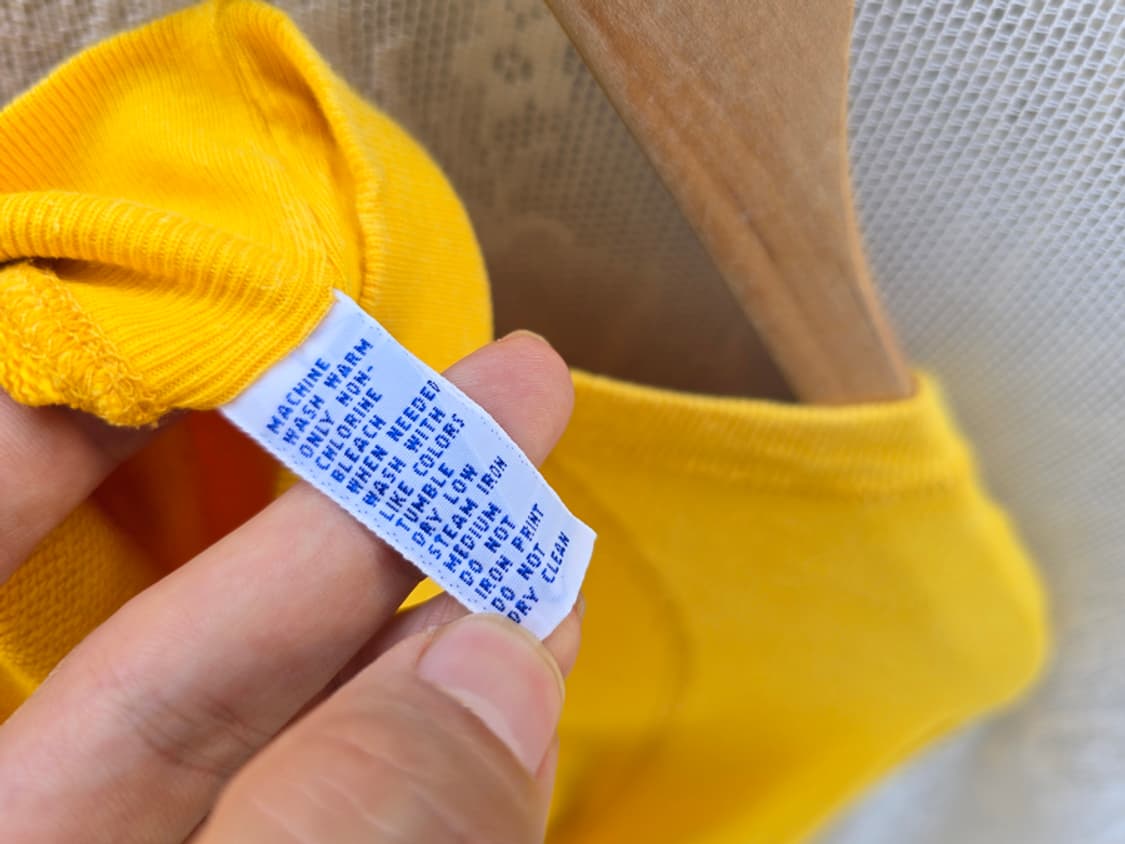 MACHINE
WASH WARM
ONLY NON-
CHLORINE
BLEACH
WHEN NEEDED
WASH WITH
LIKE COLORS
TUMBLE
DRY LOW
STEAM IRON
MEDIUM
DO NOT
IRON PRINT
DO NOT
DRY CLEAN